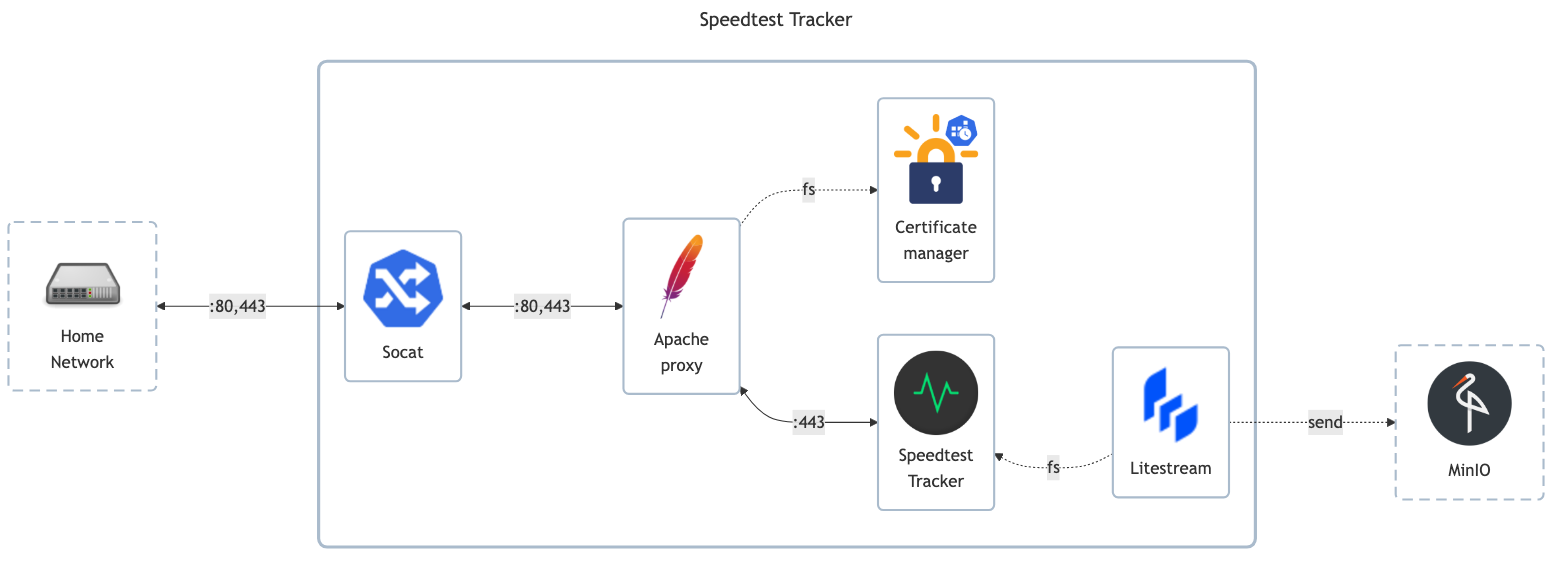 Speedtest Tracker
Home
Network
:80,443
Socat
:80,443
Apache
proxy
fs
Certificate
manager
:443
Speedtest
Tracker
fs
Litestream
send
MinIO